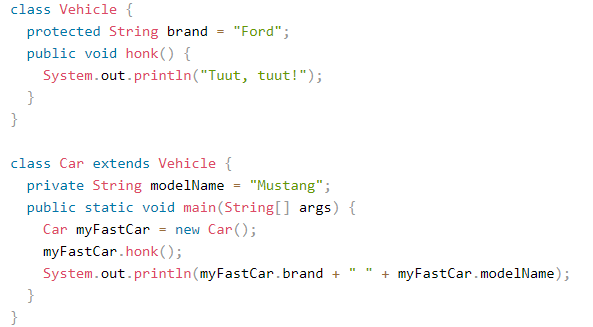 class Vehicle {
  protected String brand = "Ford";
  public void honk() {
    System.out.println("Tuut, tuut!");
  }
}

class Car extends Vehicle {
  private String modelName = "Mustang";
  public static void main(String[] args) {
    Car myFastCar = new Car();
    myFastCar.honk();
    System.out.println(myFastCar.brand + " " + myFastCar.modelName);
  }
}